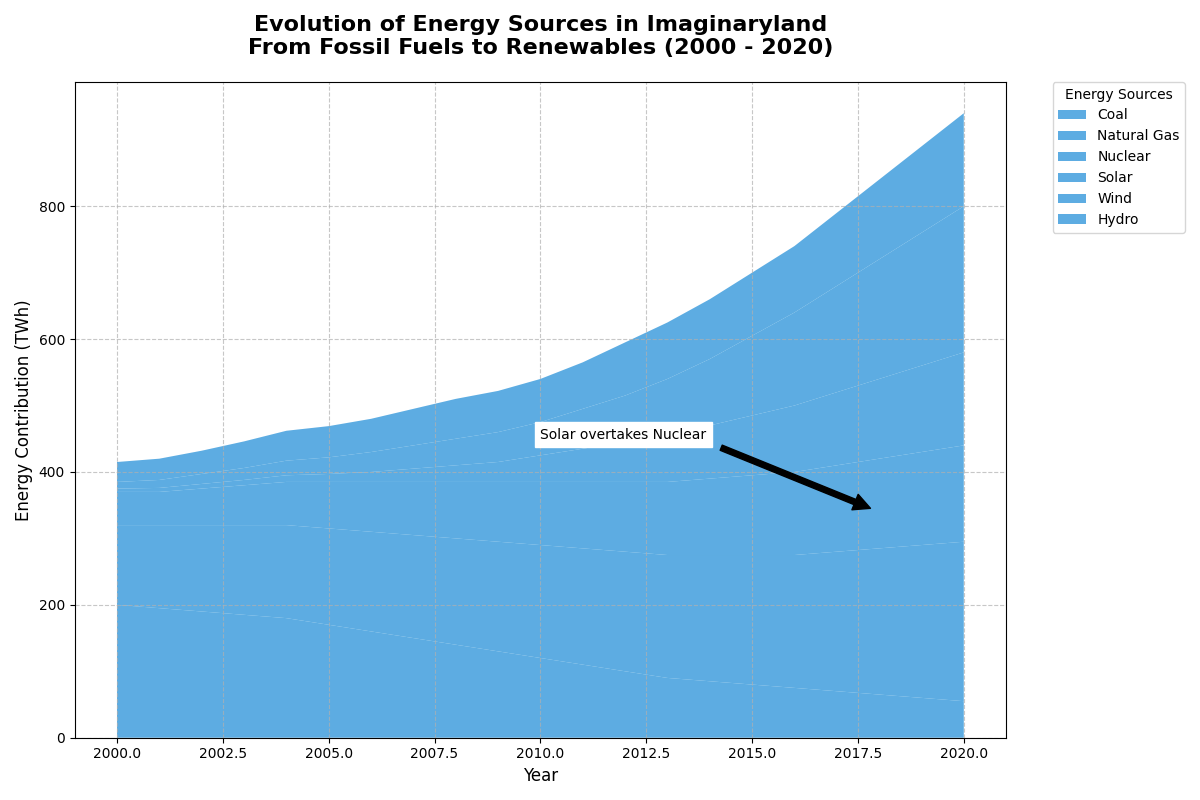 Evolution of Energy Sources in Imaginaryland
From Fossil Fuels to Renewables (2000 - 2020)
Energy Sources
Coal
Natural Gas
Nuclear
Solar
Wind
Hydro
Energy Contribution (TWh)
800
600
400
200
0
Solar overtakes Nuclear
2000.0 2002.5 2005.0 2007.5 2010.0 2012.5 2015.0 2017.5 2020.0
Year